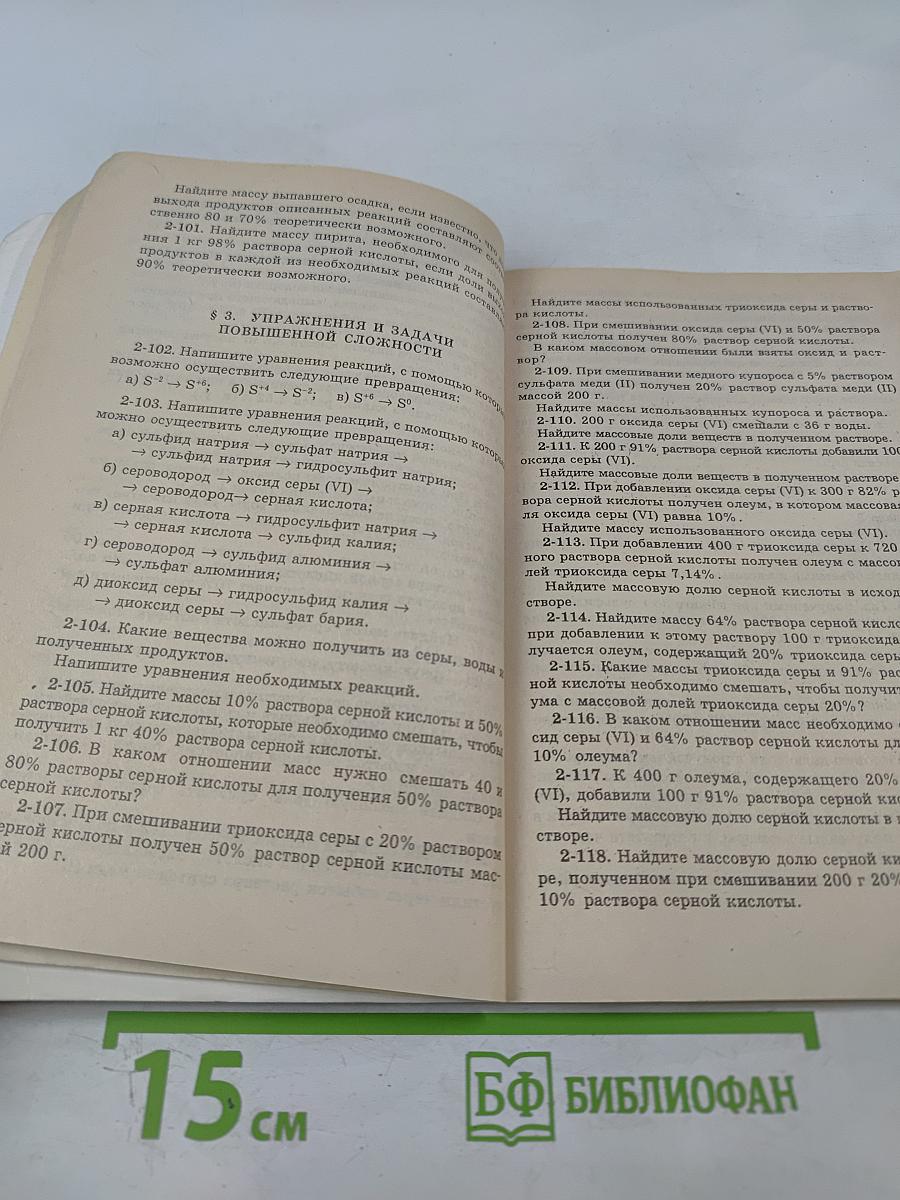 Найдите массу выпавшего осадка, если известно, что
выхода продуктов описанных реакций составляют соот
ственно 80 и 70% теоретически возможного.
2-101. Найдите массу пирита, необходимого для полу
ния 1 кг 98% раствора серной кислоты, если доли вых
продуктов в каждой из необходимых реакций составля
90% теоретически возможного.
§ 3. УПРАЖНЕНИЯ И ЗАДАЧИ
ПОВЫШЕННОЙ СЛОЖНОСТИ
2-102. Напишите уравнения реакций, с помощью которы
возможно осуществить следующие превращения:
а) S⁻² → S⁺⁶; б) S⁺⁴ → S⁻²; в) S⁺⁶ → S⁰.
2-103. Напишите уравнения реакций, с помощью которы
можно осуществить следующие превращения:
а) сульфид натрия → сульфат натрия →
→ сульфид натрия → гидросульфит натрия;
б) сероводород → оксид серы (VI) →
→ сероводород→ серная кислота;
в) серная кислота → гидросульфит натрия →
→ серная кислота → сульфид калия;
г) сероводород → сульфид алюминия →
→ сульфат алюминия;
д) диоксид серы → гидросульфид калия →
→ диоксид серы → сульфат бария.
2-104. Какие вещества можно получить из серы, воды и
полученных продуктов.
Напишите уравнения необходимых реакций.
2-105. Найдите массы 10% раствора серной кислоты и 50%
раствора серной кислоты, которые необходимо смешать, чтобы
получить 1 кг 40% раствора серной кислоты.
2-106. В каком отношении масс нужно смешать 40 и
80% растворы серной кислоты для получения 50% раствора
серной кислоты?
2-107. При смешивании триоксида серы с 20% раствором
ерной кислоты получен 50% раствор серной кислоты мас-
й 200 г.
Найдите массы использованных триоксида серы и раство-
ра кислоты.
2-108. При смешивании оксида серы (VI) и 50% раствора
серной кислоты получен 80% раствор серной кислоты.
В каком массовом отношении были взяты оксид и раст-
вор?
2-109. При смешивании медного купороса с 5% раствором
сульфата меди (II) получен 20% раствор сульфата меди (II)
массой 200 г.
Найдите массы использованных купороса и раствора.
2-110. 200 г оксида серы (VI) смешали с 36 г воды.
Найдите массовые доли веществ в полученном растворе.
2-111. К 200 г 91% раствора серной кислоты добавили 100
оксида серы (VI).
Найдите массовые доли веществ в полученном растворе
2-112. При добавлении оксида серы (VI) к 300 г 82% р
вора серной кислоты получен олеум, в котором массовая
ля оксида серы (VI) равна 10%.
Найдите массу использованного оксида серы (VI).
2-113. При добавлении 400 г триоксида серы к 720
ного раствора серной кислоты получен олеум с массов
лей триоксида серы 7,14%.
Найдите массовую долю серной кислоты в исход
створе.
2-114. Найдите массу 64% раствора серной кисло
при добавлении к этому раствору 100 г триоксида
лучается олеум, содержащий 20% триоксида серы
2-115. Какие массы триоксида серы и 91% рас
ной кислоты необходимо смешать, чтобы получит
ума с массовой долей триоксида серы 20%?
2-116. В каком отношении масс необходимо с
сид серы (VI) и 64% раствор серной кислоты дл
10% олеума?
2-117. К 400 г олеума, содержащего 20%
(VI), добавили 100 г 91% раствора серной кис
Найдите массовую долю серной кислоты в п
створе.
2-118. Найдите массовую долю серной ки
ре, полученном при смешивании 200 г 20%
10% раствора серной кислоты.
15 см
БФ БИБЛИОФАН